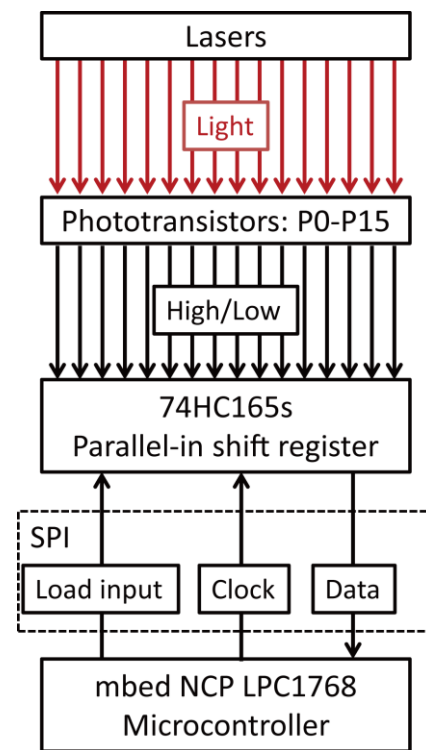 Lasers
Light
Phototransistors: P0-P15
High/Low
74HC165s
Parallel-in shift register
SPI
Load input
Clock
Data
mbed NCP LPC1768
Microcontroller